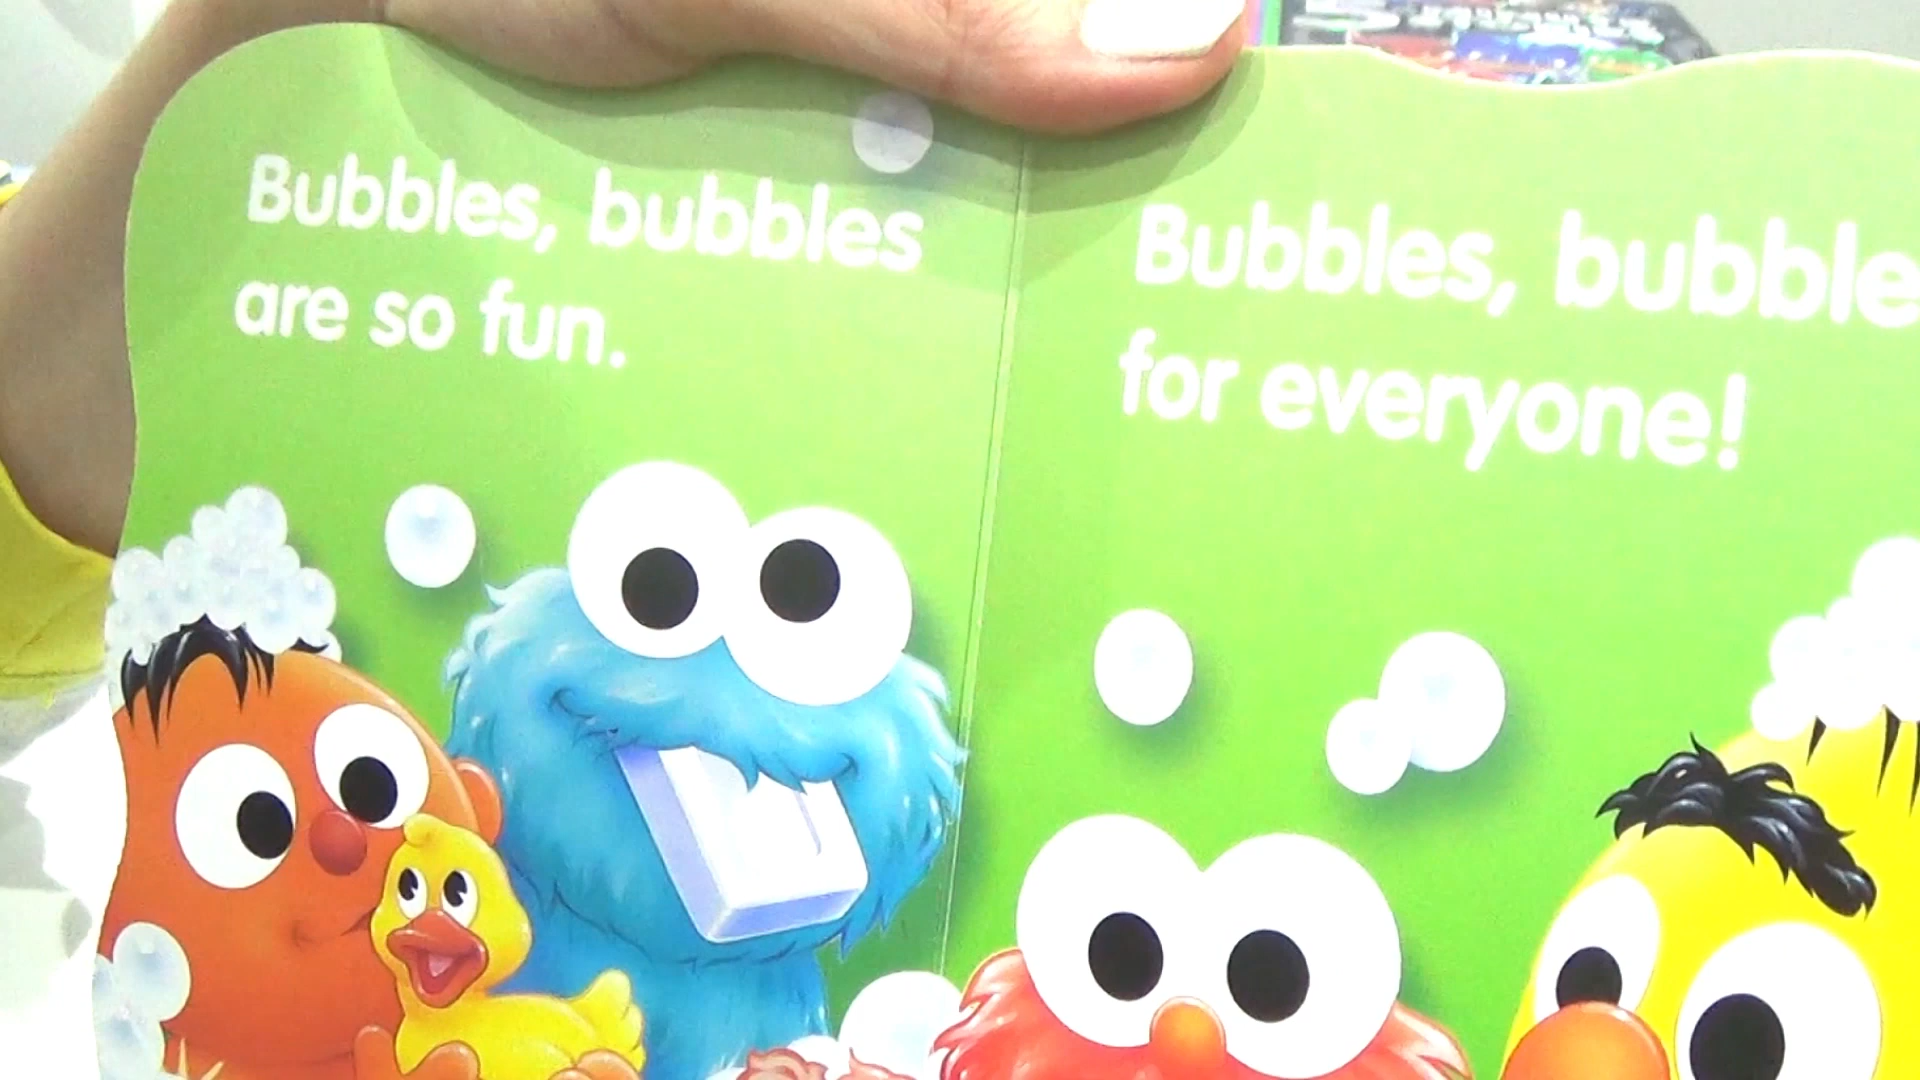 Bubbles, bubbles
are so fun.
Bubbles, bubble
for everyone!